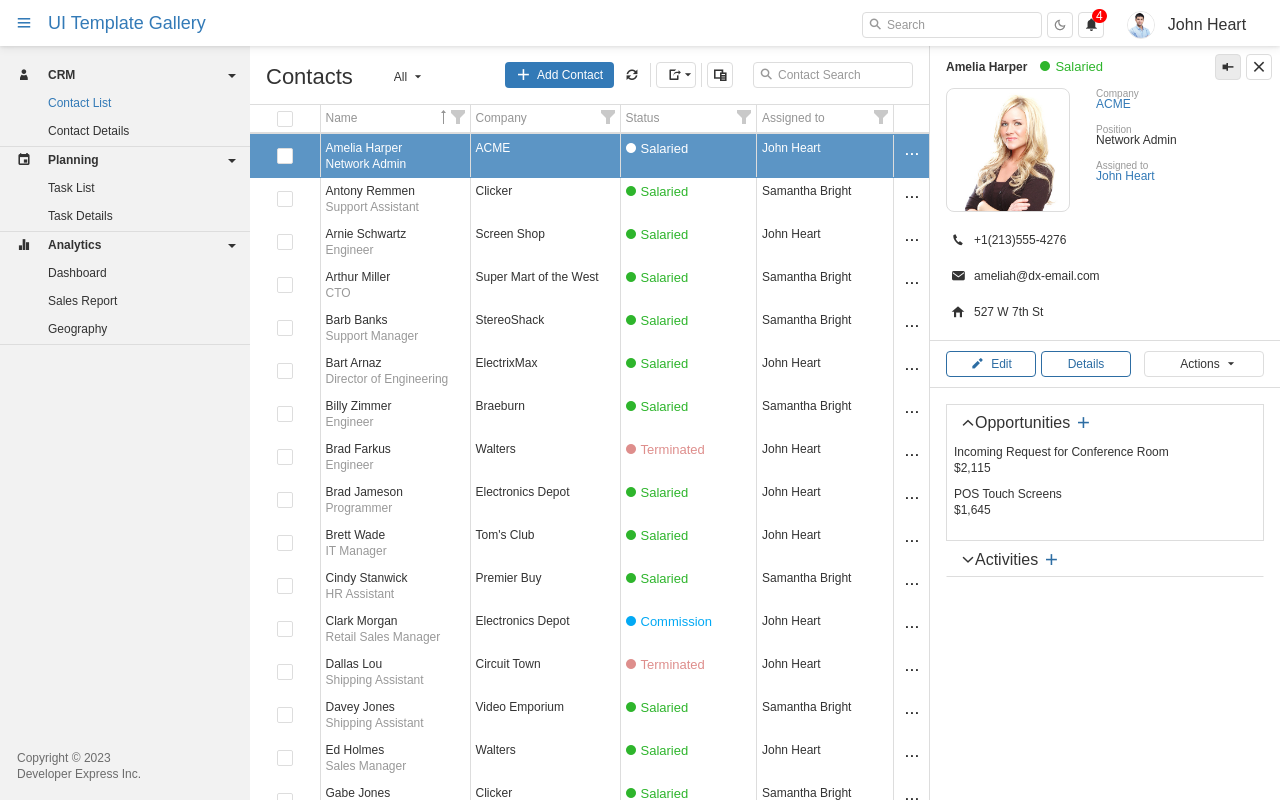 UI Template Gallery
Search
4
John Heart
CRM
Contact List
Contact Details
Planning
Task List
Task Details
Analytics
Dashboard
Sales Report
Geography
Copyright © 2023
Developer Express Inc.
Contacts
All
Add Contact
Contact Search
Name Company Status Assigned to
Amelia Harper ACME Salaried John Heart
Network Admin
Antony Remmen Clicker Salaried Samantha Bright
Support Assistant
Arnie Schwartz Screen Shop Salaried John Heart
Engineer
Arthur Miller Super Mart of the West Salaried Samantha Bright
CTO
Barb Banks StereoShack Salaried Samantha Bright
Support Manager
Bart Arnaz ElectrixMax Salaried John Heart
Director of Engineering
Billy Zimmer Braeburn Salaried Samantha Bright
Engineer
Brad Farkus Walters Terminated John Heart
Engineer
Brad Jameson Electronics Depot Salaried John Heart
Programmer
Brett Wade Tom's Club Salaried John Heart
IT Manager
Cindy Stanwick Premier Buy Salaried Samantha Bright
HR Assistant
Clark Morgan Electronics Depot Commission John Heart
Retail Sales Manager
Dallas Lou Circuit Town Terminated John Heart
Shipping Assistant
Davey Jones Video Emporium Salaried Samantha Bright
Shipping Assistant
Ed Holmes Walters Salaried John Heart
Sales Manager
Gabe Jones Clicker Salaried Samantha Bright
Amelia Harper Salaried
Company
ACME
Position
Network Admin
Assigned to
John Heart
+1(213)555-4276
ameliah@dx-email.com
527 W 7th St
Edit Details Actions
Opportunities
Incoming Request for Conference Room
$2,115
POS Touch Screens
$1,645
Activities